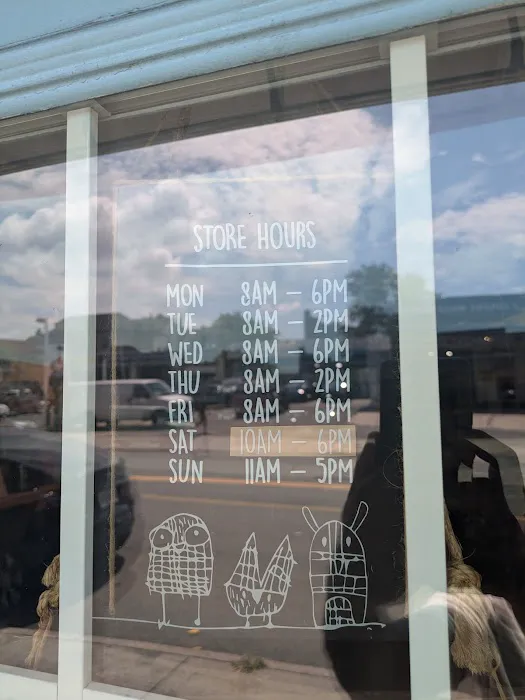 STORE HOURS
MON 8AM – 6PM
TUE 8AM – 2PM
WED 8AM – 6PM
THU 8AM – 2PM
FRI 8AM – 6PM
SAT 10AM – 6PM
SUN 11AM – 5PM